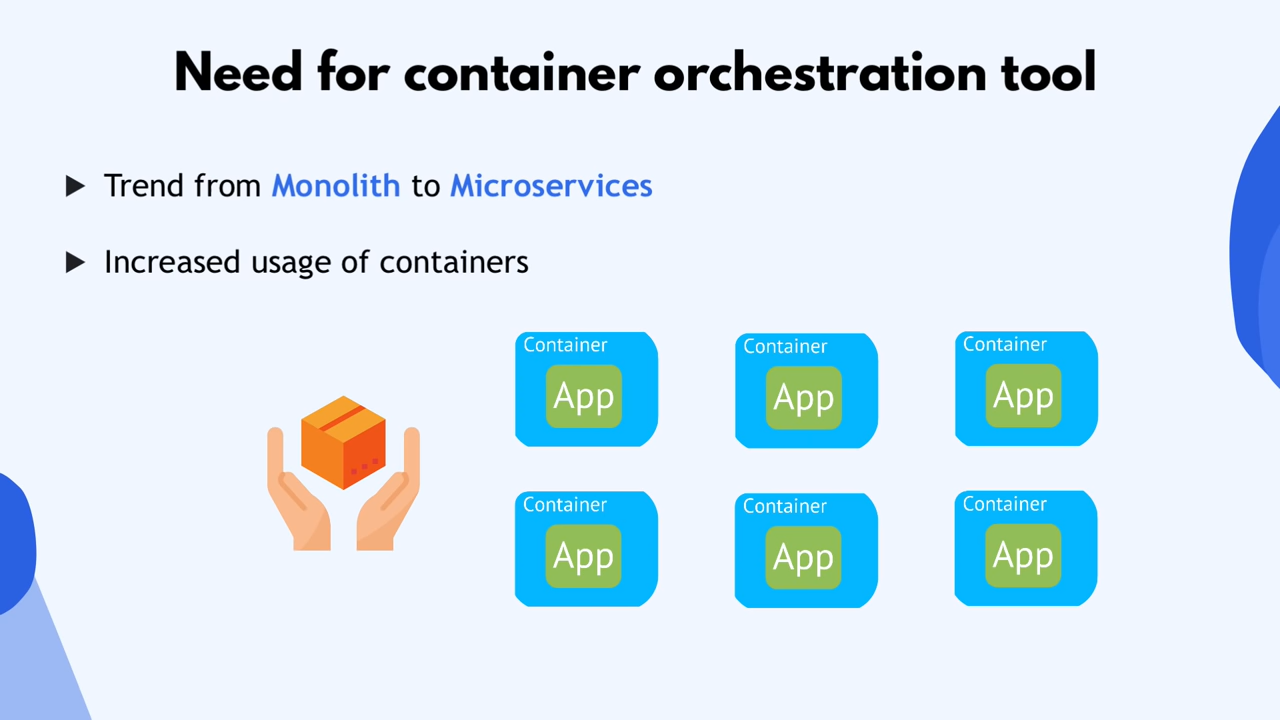 Need for container orchestration tool
Trend from Monolith to Microservices
Increased usage of containers
Container
App
Container
App
Container
App
Container
App
Container
App
Container
App